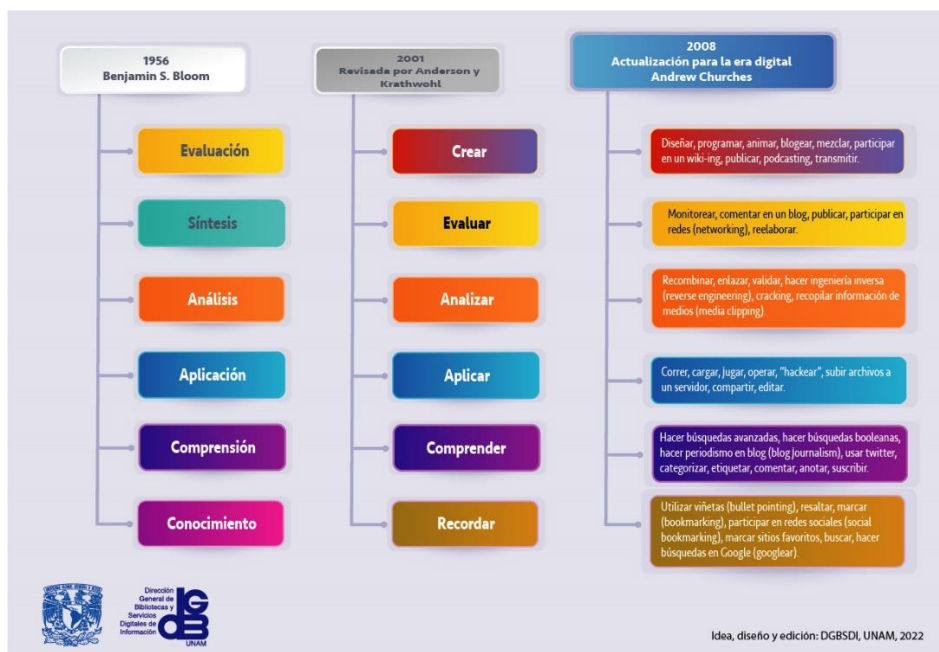 1956
Benjamin S. Bloom
Evaluación
Síntesis
Análisis
Aplicación
Comprensión
Conocimiento
2001
Revisada por Anderson y
Krathwohl
Crear
Evaluar
Analizar
Aplicar
Comprender
Recordar
2008
Actualización para la era digital
Andrew Churches
Diseñar, programar, animar, blogear, mezclar, participar
en un wiki-ing, publicar, podcasting, transmitir.
Monitorear, comentar en un blog, publicar, participar en
redes (networking), reelaborar.
Recombinar, enlazar, validar, hacer ingeniería inversa
(reverse engineering), cracking, recopilar información de
medios (media clipping).
Correr, cargar, jugar, operar, "hackear", subir archivos a
un servidor, compartir, editar.
Hacer búsquedas avanzadas, hacer búsquedas booleanas,
hacer periodismo en blog (blog journalism), usar twitter,
categorizar, etiquetar, comentar, anotar, suscribir.
Utilizar viñetas (bullet pointing), resaltar, marcar
(bookmarking), participar en redes sociales (social
bookmarking), marcar sitios favoritos, buscar, hacer
búsquedas en Google (googlear).
Dirección
General de
Bibliotecas y
Servicios
Digitales de
Información
UNAM
Idea, diseño y edición: DGBSDI, UNAM, 2022